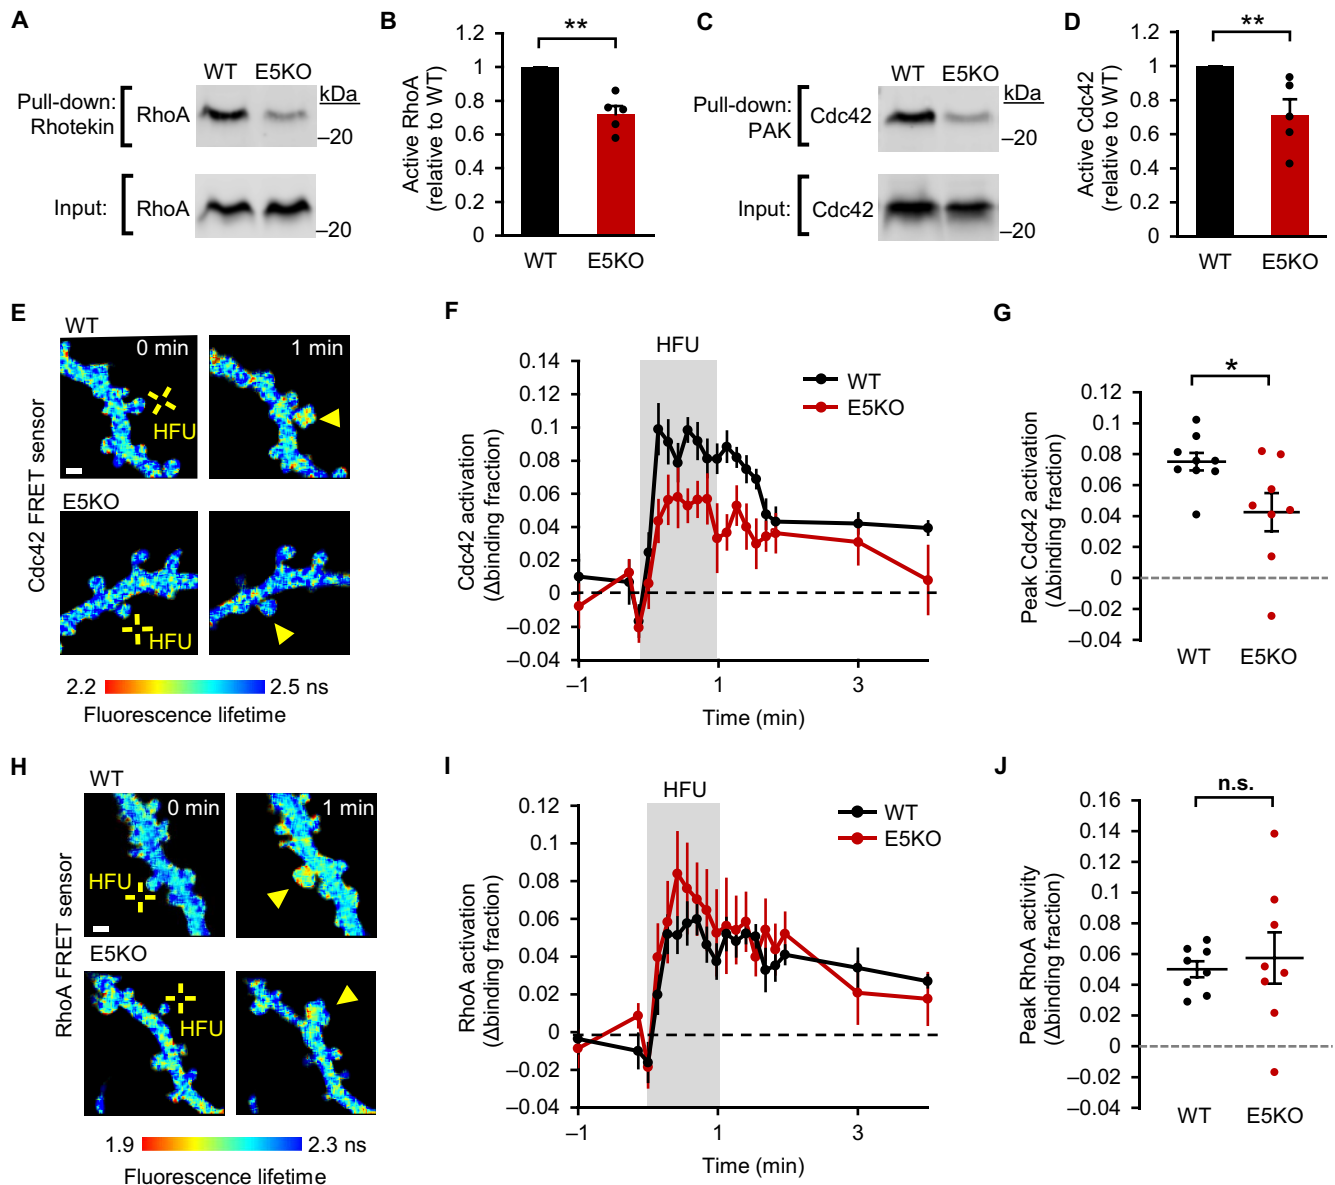 A
WT E5KO
kDa
Pull-down:
Rhotekin
RhoA
–20
Input:
RhoA
–20
B
**
1.2
1
0.8
0.6
0.4
0.2
0
Active RhoA
(relative to WT)
WT
E5KO
C
WT E5KO
kDa
Pull-down:
PAK
Cdc42
–20
Input:
Cdc42
–20
D
**
1.2
1
0.8
0.6
0.4
0.2
0
Active Cdc42
(relative to WT)
WT
E5KO
E
WT
0 min
1 min
HFU
E5KO
HFU
Cdc42 FRET sensor
2.2
2.5 ns
Fluorescence lifetime
F
HFU
WT
E5KO
0.14
0.12
0.10
0.08
0.06
0.04
0.02
0
–0.02
–0.04
Cdc42 activation
(Δbinding fraction)
–1
1
3
Time (min)
G
*
0.12
0.1
0.08
0.06
0.04
0.02
0
–0.02
–0.04
Peak Cdc42 activation
(Δbinding fraction)
WT
E5KO
H
WT
0 min
1 min
HFU
E5KO
HFU
RhoA FRET sensor
1.9
2.3 ns
Fluorescence lifetime
I
HFU
WT
E5KO
0.12
0.1
0.08
0.06
0.04
0.02
0
–0.02
–0.04
RhoA activation
(Δbinding fraction)
–1
1
3
Time (min)
J
n.s.
0.16
0.14
0.12
0.1
0.08
0.06
0.04
0.02
0
–0.02
–0.04
Peak RhoA activity
(Δbinding fraction)
WT
E5KO